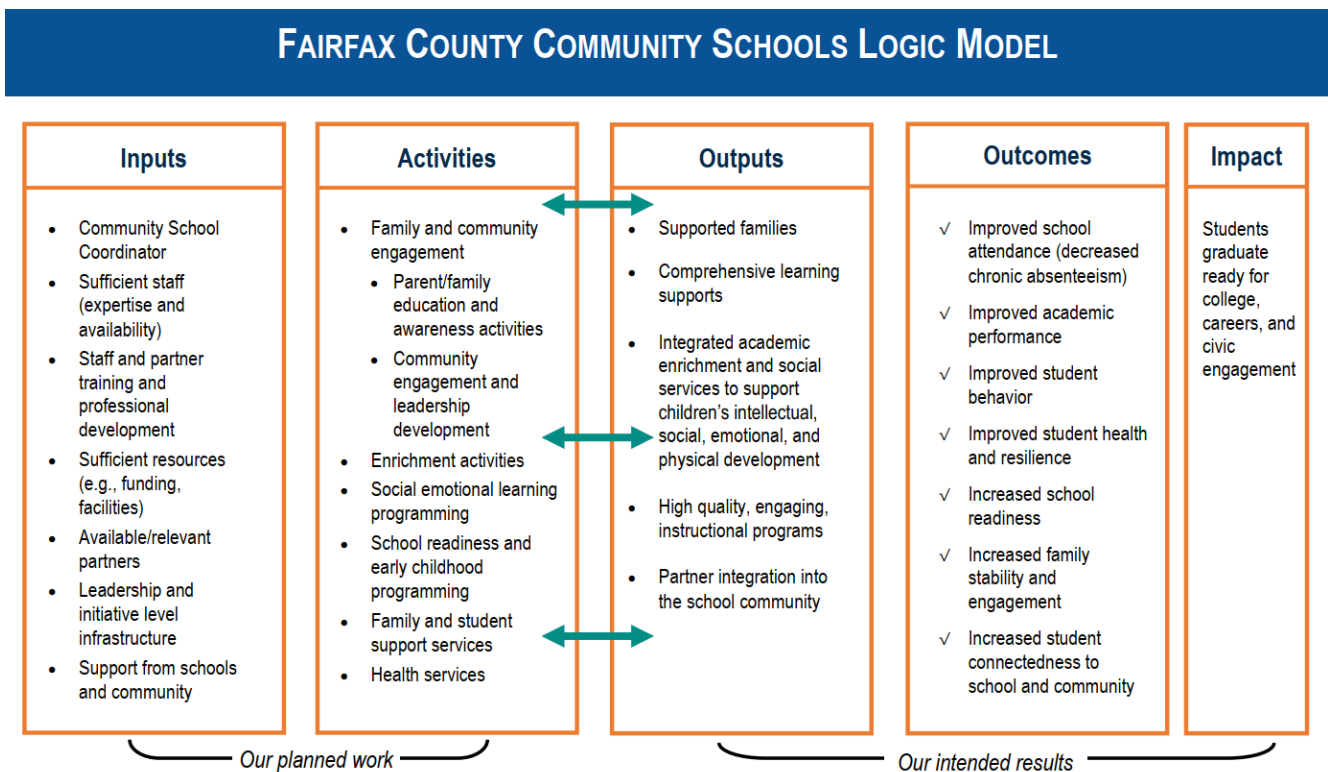 FAIRFAX COUNTY COMMUNITY SCHOOLS LOGIC MODEL
Inputs
• Community School
Coordinator
• Sufficient staff
(expertise and
availability)
• Staff and partner
training and
professional
development
• Sufficient resources
(e.g., funding,
facilities)
• Available/relevant
partners
• Leadership and
initiative level
infrastructure
• Support from schools
and community
Activities
• Family and community
engagement
• Parent/family
education and
awareness activities
• Community
engagement and
leadership
development
• Enrichment activities
• Social emotional learning
programming
• School readiness and
early childhood
programming
• Family and student
support services
• Health services
Outputs
• Supported families
• Comprehensive learning
supports
• Integrated academic
enrichment and social
services to support
children’s intellectual,
social, emotional, and
physical development
• High quality, engaging,
instructional programs
• Partner integration into
the school community
Outcomes
√ Improved school
attendance (decreased
chronic absenteeism)
√ Improved academic
performance
√ Improved student
behavior
√ Improved student health
and resilience
√ Increased school
readiness
√ Increased family
stability and
engagement
√ Increased student
connectedness to
school and community
Impact
Students
graduate
ready for
college,
careers, and
civic
engagement
Our planned work
Our intended results